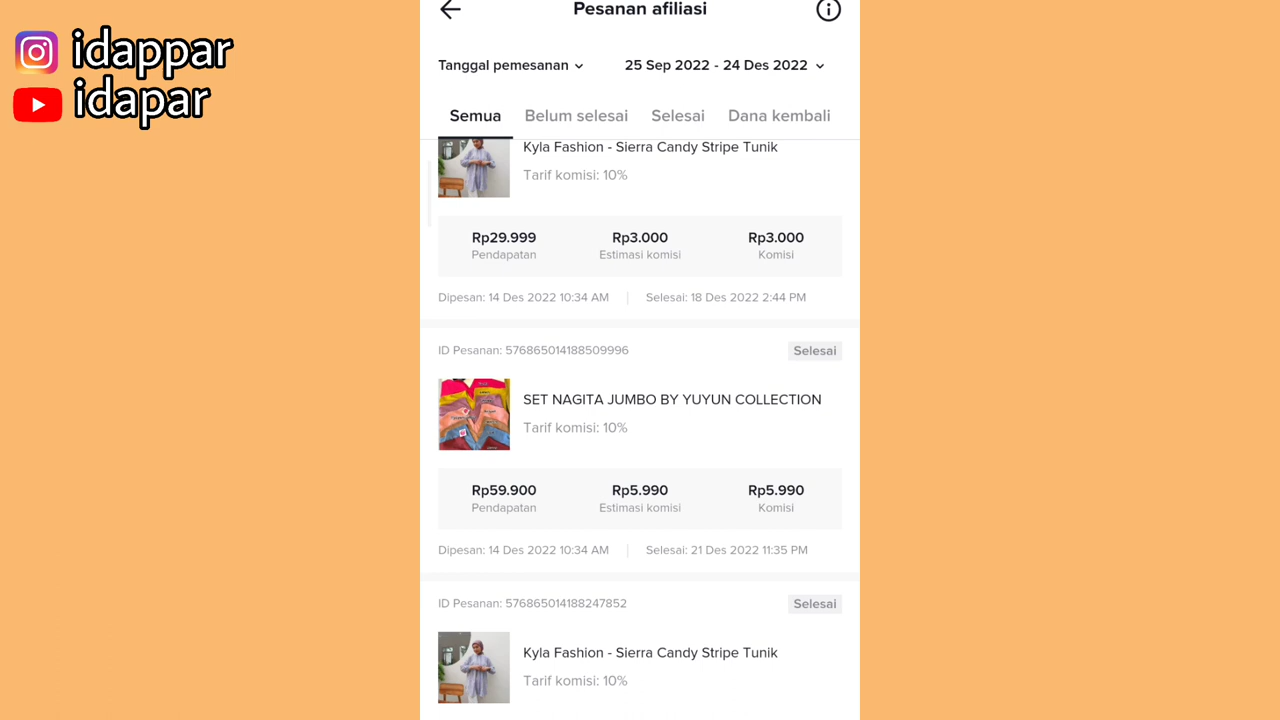 idappar
idapar
Pesanan afiliasi
Tanggal pemesanan
25 Sep 2022 - 24 Des 2022
Semua
Belum selesai
Selesai
Dana kembali
Kyla Fashion - Sierra Candy Stripe Tunik
Tarif komisi: 10%
Rp29.999
Rp3.000
Rp3.000
Pendapatan
Estimasi komisi
Komisi
Dipesan: 14 Des 2022 10:34 AM
Selesai: 18 Des 2022 2:44 PM
ID Pesanan: 576865014188509996
Selesai
SET NAGITA JUMBO BY YUYUN COLLECTION
Tarif komisi: 10%
Rp59.900
Rp5.990
Rp5.990
Pendapatan
Estimasi komisi
Komisi
Dipesan: 14 Des 2022 10:34 AM
Selesai: 21 Des 2022 11:35 PM
ID Pesanan: 576865014188247852
Selesai
Kyla Fashion - Sierra Candy Stripe Tunik
Tarif komisi: 10%